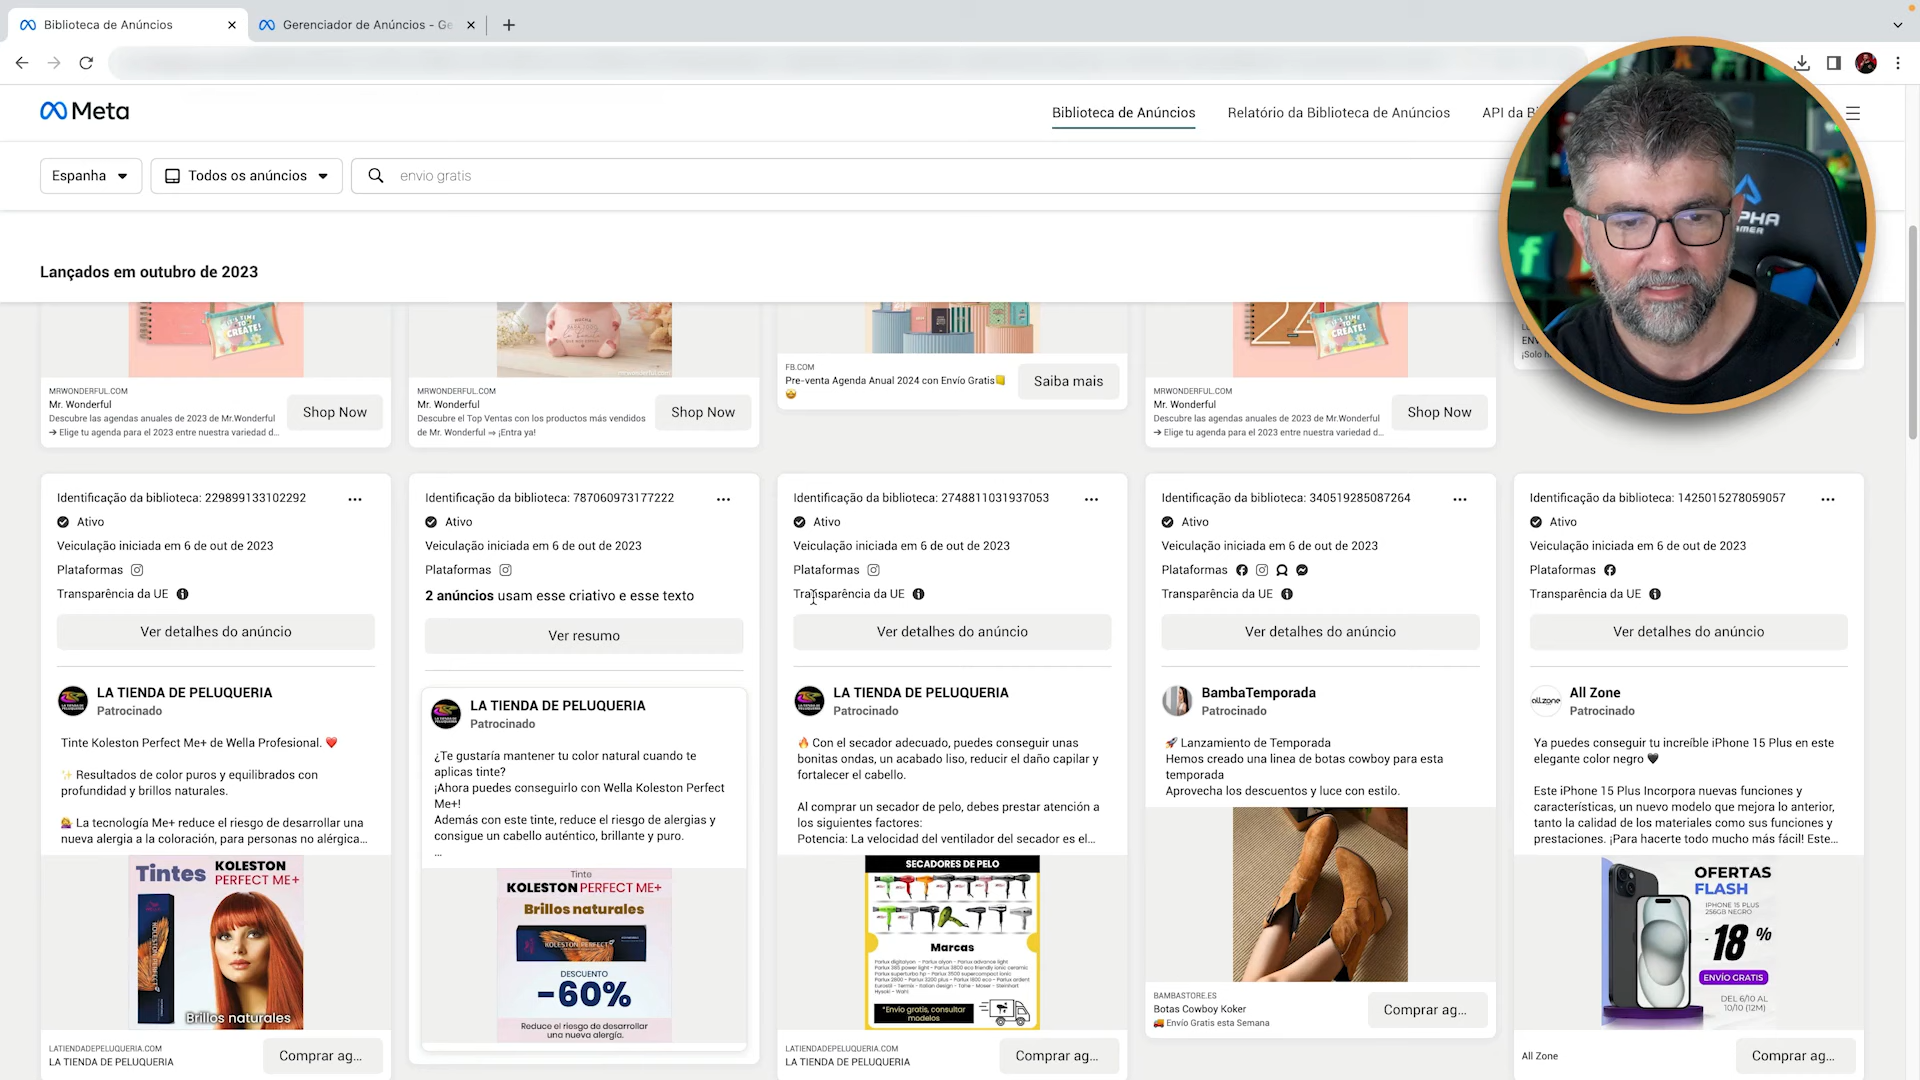 Biblioteca de Anúncios
Gerenciador de Anúncios - Ge
Meta
Biblioteca de Anúncios
Relatório da Biblioteca de Anúncios
API da B
Espanha
Todos os anúncios
envio gratis
Lançados em outubro de 2023
MRWONDERFUL.COM
Mr. Wonderful
Descubre las agendas anuales de 2023 de Mr.Wonderful
→ Elige tu agenda para el 2023 entre nuestra variedad d...
Shop Now
MRWONDERFUL.COM
Mr. Wonderful
Descubre el Top Ventas con los productos más vendidos
de Mr. Wonderful ⇒ ¡Entra ya!
Shop Now
FB.COM
Pre-venta Agenda Anual 2024 con Envío Gratis📒
🤩
Saiba mais
MRWONDERFUL.COM
Mr. Wonderful
Descubre las agendas anuales de 2023 de Mr.Wonderful
→ Elige tu agenda para el 2023 entre nuestra variedad d...
Shop Now
Identificação da biblioteca: 229899133102292
Ativo
Veiculação iniciada em 6 de out de 2023
Plataformas
Transparência da UE
Ver detalhes do anúncio
LA TIENDA DE PELUQUERIA
Patrocinado
Tinte Koleston Perfect Me+ de Wella Profesional. ❤️
✨ Resultados de color puros y equilibrados con
profundidad y brillos naturales.
💇‍♀️ La tecnología Me+ reduce el riesgo de desarrollar una
nueva alergia a la coloración, para personas no alérgica...
Tintes KOLESTON
PERFECT ME+
Brillos naturales
LATIENDADEPELUQUERIA.COM
LA TIENDA DE PELUQUERIA
Comprar ag...
Identificação da biblioteca: 787060973177222
Ativo
Veiculação iniciada em 6 de out de 2023
Plataformas
2 anúncios usam esse criativo e esse texto
Ver resumo
LA TIENDA DE PELUQUERIA
Patrocinado
¿Te gustaría mantener tu color natural cuando te
aplicas tinte?
¡Ahora puedes conseguirlo con Wella Koleston Perfect
Me+!
Además con este tinte, reduce el riesgo de alergias y
consigue un cabello auténtico, brillante y puro.
...
Tinte
KOLESTON PERFECT ME+
Brillos naturales
KOLESTON PERFECT
DESCUENTO
-60%
Reduce el riesgo de desarrollar
una nueva alergia.
Identificação da biblioteca: 2748811031937053
Ativo
Veiculação iniciada em 6 de out de 2023
Plataformas
Transparência da UE
Ver detalhes do anúncio
LA TIENDA DE PELUQUERIA
Patrocinado
🔥 Con el secador adecuado, puedes conseguir unas
bonitas ondas, un acabado liso, reducir el daño capilar y
fortalecer el cabello.
Al comprar un secador de pelo, debes prestar atención a
los siguientes factores:
Potencia: La velocidad del ventilador del secador es el...
SECADORES DE PELO
Marcas
*Envio gratis, consultar
modelos
LATIENDADEPELUQUERIA.COM
LA TIENDA DE PELUQUERIA
Comprar ag...
Identificação da biblioteca: 340519285087264
Ativo
Veiculação iniciada em 6 de out de 2023
Plataformas
Transparência da UE
Ver detalhes do anúncio
BambaTemporada
Patrocinado
🚀 Lanzamiento de Temporada
Hemos creado una linea de botas cowboy para esta
temporada
Aprovecha los descuentos y luce con estilo.
BAMBASTORE.ES
Botas Cowboy Koker
🚚 Envío Gratis esta Semana
Comprar ag...
Identificação da biblioteca: 1425015278059057
Ativo
Veiculação iniciada em 6 de out de 2023
Plataformas
Transparência da UE
Ver detalhes do anúncio
allzone
All Zone
Patrocinado
Ya puedes conseguir tu increíble iPhone 15 Plus en este
elegante color negro 🖤
Este iPhone 15 Plus Incorpora nuevas funciones y
características, un nuevo modelo que mejora lo anterior,
tanto la calidad de los materiales como sus funciones y
prestaciones. ¡Para hacerte todo mucho más fácil! Este...
OFERTAS
FLASH
IPHONE 15 PLUS
256GB NEGRO
-18 %
ENVÍO GRATIS
DEL 6/10 AL
10/10 (12M)
All Zone
Comprar ag...